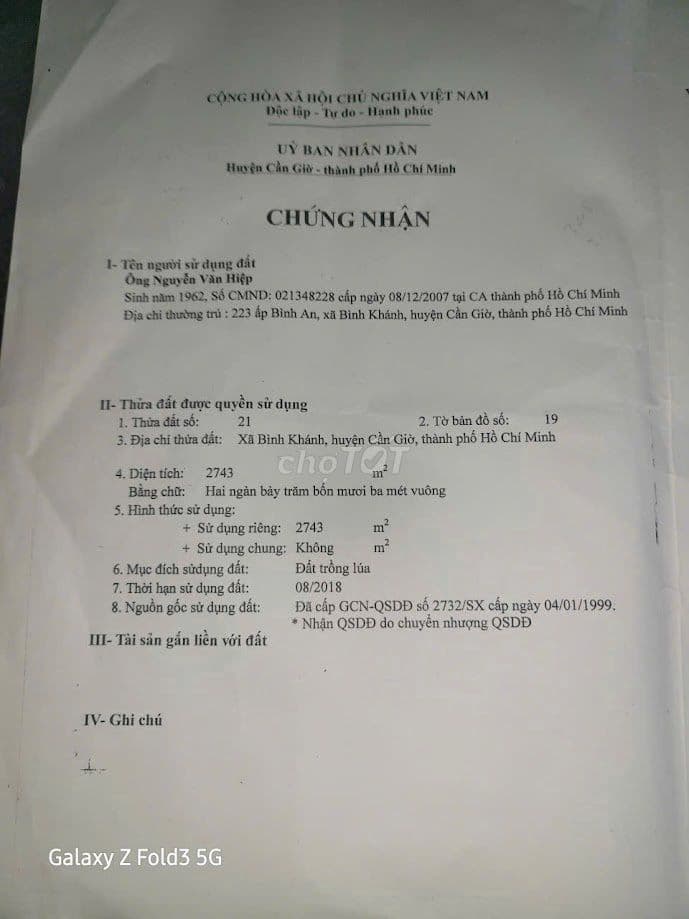 CỘNG HÒA XÃ HỘI CHỦ NGHĨA VIỆT NAM
Độc lập - Tự do - Hạnh phúc
UỶ BAN NHÂN DÂN
Huyện Cần Giờ - thành phố Hồ Chí Minh
CHỨNG NHẬN
I- Tên người sử dụng đất
Ông Nguyễn Văn Hiệp
Sinh năm 1962, Số CMND: 021348228 cấp ngày 08/12/2007 tại CA thành phố Hồ Chí Minh
Địa chỉ thường trú : 223 ấp Bình An, xã Bình Khánh, huyện Cần Giờ, thành phố Hồ Chí Minh
II- Thửa đất được quyền sử dụng
1. Thửa đất số: 21 2. Tờ bản đồ số: 19
3. Địa chỉ thửa đất: Xã Bình Khánh, huyện Cần Giờ, thành phố Hồ Chí Minh
choTOT
4. Diện tích: 2743 m²
Bằng chữ: Hai ngàn bảy trăm bốn mươi ba mét vuông
5. Hình thức sử dụng:
+ Sử dụng riêng: 2743 m²
+ Sử dụng chung: Không m²
6. Mục đích sửdụng đất: Đất trồng lúa
7. Thời hạn sử dụng đất: 08/2018
8. Nguồn gốc sử dụng đất: Đã cấp GCN-QSDĐ số 2732/SX cấp ngày 04/01/1999.
* Nhận QSDĐ do chuyển nhượng QSDĐ
III- Tài sản gắn liền với đất
IV- Ghi chú
Galaxy Z Fold3 5G